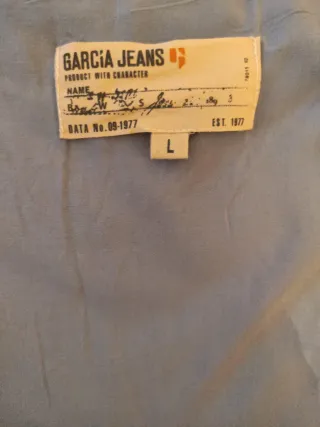 GARCIA JEANS
PRODUCT WITH CHARACTER
NAME
DATA No.09-1977 EST. 1977
L